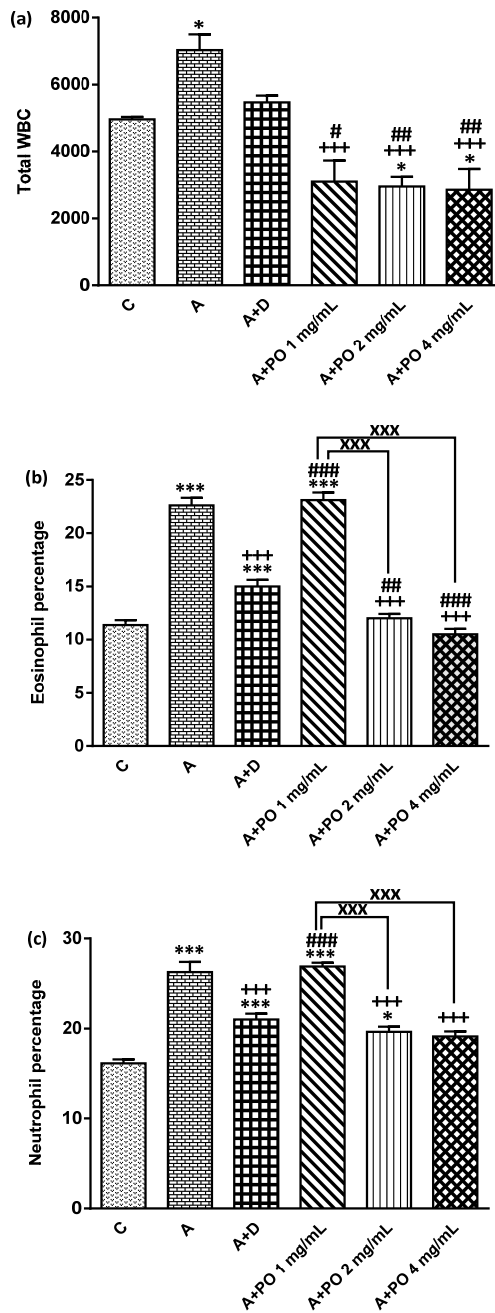 (a)
Total WBC
8000
6000
4000
2000
0
*
#
+++
##
+++
*
##
+++
*
C
A
A+D
A+PO 1 mg/mL
A+PO 2 mg/mL
A+PO 4 mg/mL
(b)
Eosinophil percentage
25
20
15
10
5
0
xxx
xxx
***
+++
***
###
***
##
+++
###
+++
C
A
A+D
A+PO 1 mg/mL
A+PO 2 mg/mL
A+PO 4 mg/mL
(c)
Neutrophil percentage
30
20
10
0
xxx
xxx
***
+++
***
###
***
+++
*
+++
C
A
A+D
A+PO 1 mg/mL
A+PO 2 mg/mL
A+PO 4 mg/mL